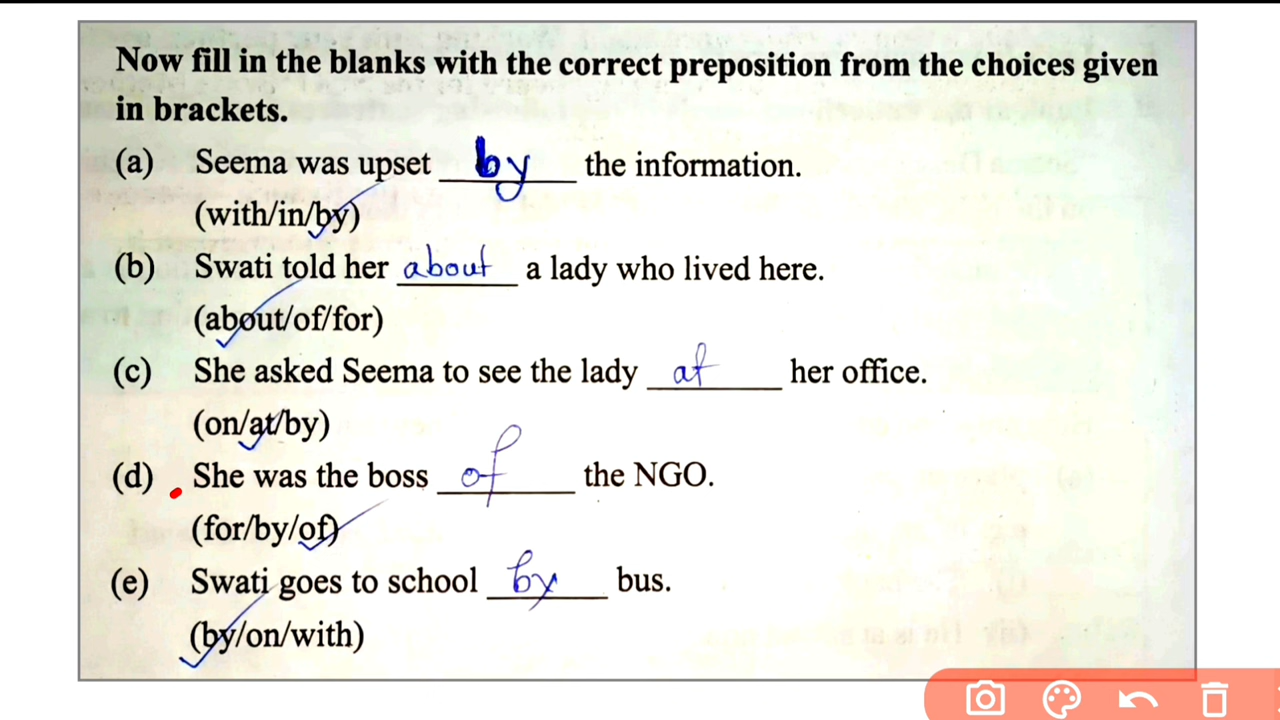 Now fill in the blanks with the correct preposition from the choices given
in brackets.
(a) Seema was upset by the information.
(with/in/by)
(b) Swati told her about a lady who lived here.
(about/of/for)
(c) She asked Seema to see the lady at her office.
(on/at/by)
(d) She was the boss of the NGO.
(for/by/of)
(e) Swati goes to school by bus.
(by/on/with)